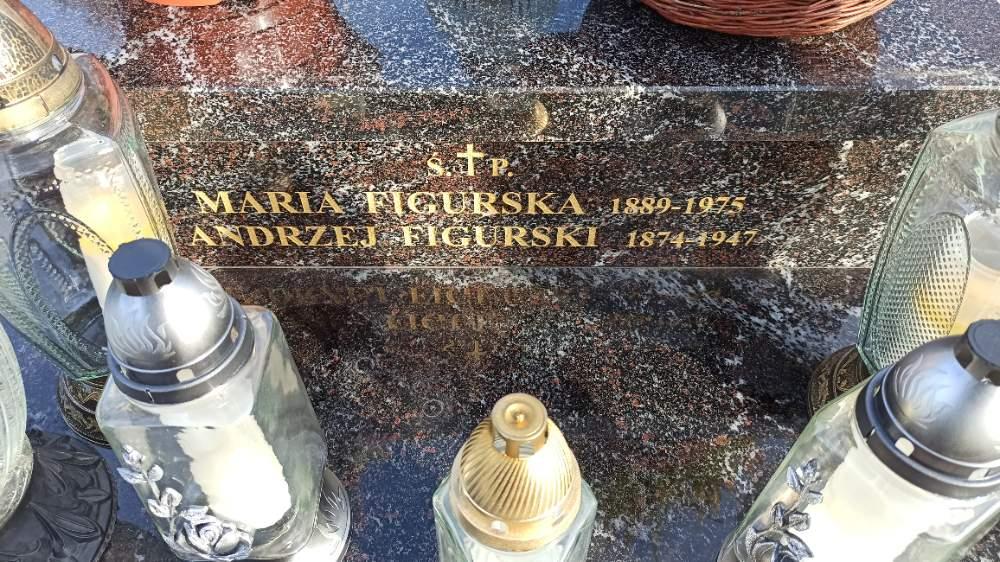 Ś.✝P.
MARIA FIGURSKA 1889-1975
ANDRZEJ FIGURSKI 1874-1947